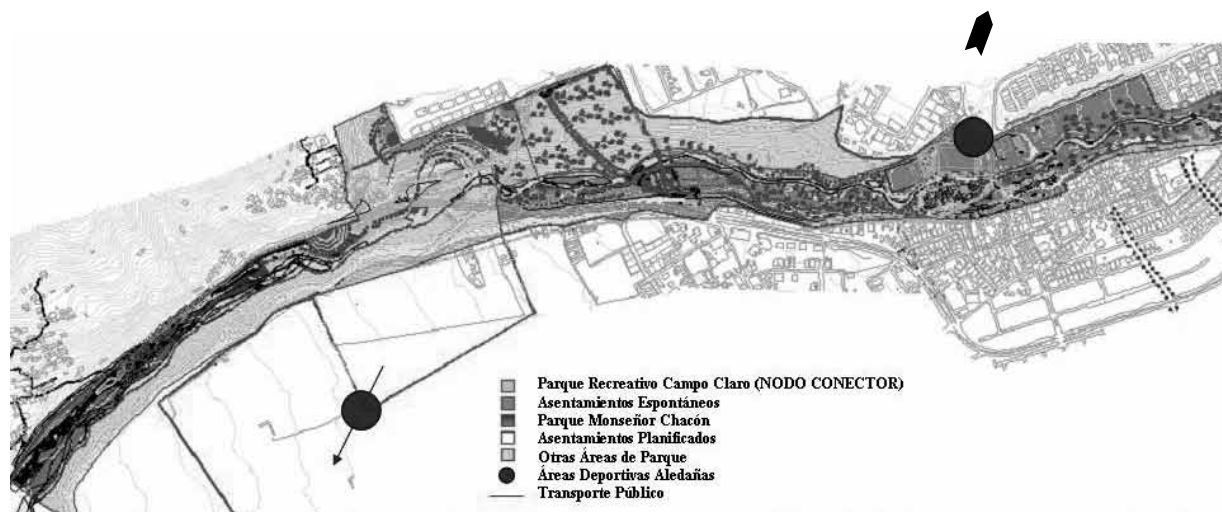 Parque Recreativo Campo Claro (NODO CONECTOR)
Asentamientos Espontáneos
Parque Monseñor Chacón
Asentamientos Planificados
Otras Áreas de Parque
Áreas Deportivas Aledañas
Transporte Público